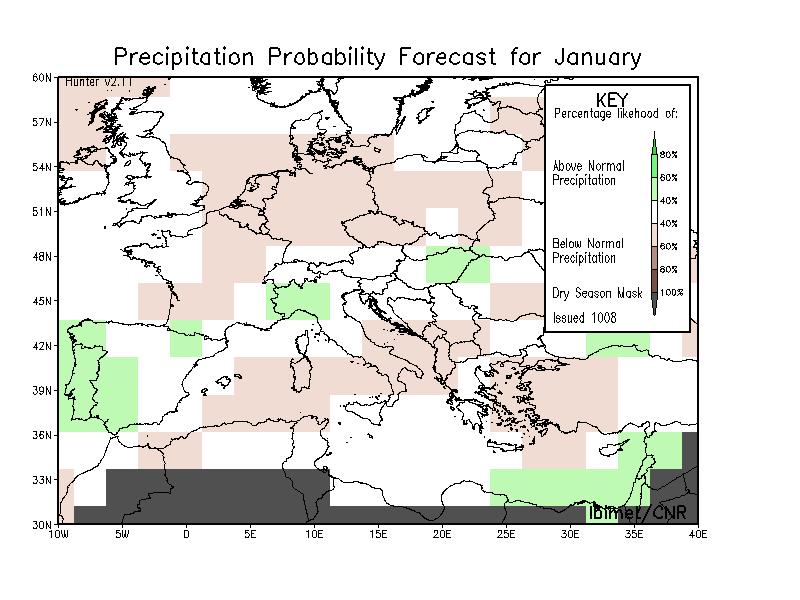 Precipitation Probability Forecast for January
Hunter v2.11
KEY
Percentage likehood of:
Above Normal
Precipitation
80%
60%
40%
40%
Below Normal
Precipitation
60%
80%
Dry Season Mask
100%
Issued 1008
60N
57N
54N
51N
48N
45N
42N
39N
36N
33N
30N
Ibimet/CNR
10W 5W 0 5E 10E 15E 20E 25E 30E 35E 40E